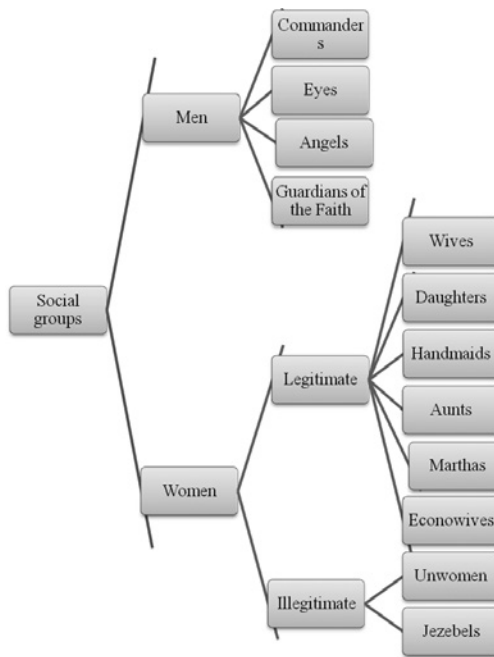 Commander
s
Eyes
Men
Angels
Guardians of
the Faith
Wives
Daughters
Social
groups
Handmaids
Legitimate
Aunts
Marthas
Women
Econowives
Unwomen
Illegitimate
Jezebels